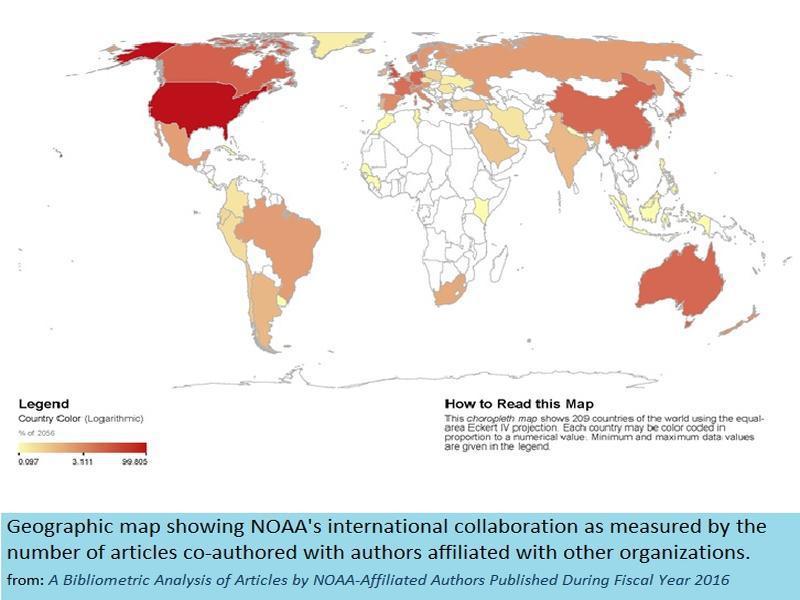 Legend
Country Color (Logarithmic)
% of 2056
0.097 3.111 99.805
How to Read this Map
This choropleth map shows 209 countries of the world using the equal-
area Eckert IV projection. Each country may be color coded in
proportion to a numerical value. Minimum and maximum data values
are given in the legend.
Geographic map showing NOAA's international collaboration as measured by the
number of articles co-authored with authors affiliated with other organizations.
from: A Bibliometric Analysis of Articles by NOAA-Affiliated Authors Published During Fiscal Year 2016